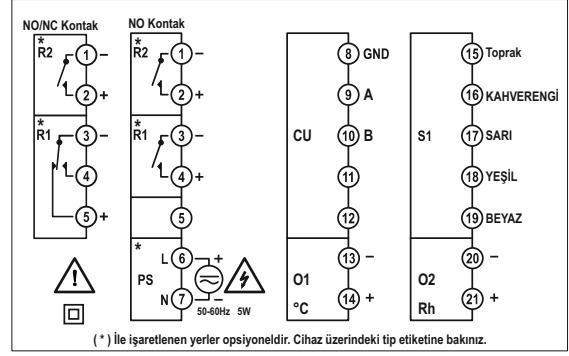 NO/NC Kontak
* R2 1 –
2 +
* R1 3 –
4
5 +
NO Kontak
* R2 1 –
2 +
* R1 3 –
4 +
5
* PS
L 6 +
N 7 –
50-60Hz 5W
CU
8 GND
9 A
10 B
11
12
O1
°C
13 –
14 +
S1
15 Toprak
16 KAHVERENGİ
17 SARI
18 YEŞİL
19 BEYAZ
O2
Rh
20 –
21 +
( * ) İle işaretlenen yerler opsiyoneldir. Cihaz üzerindeki tip etiketine bakınız.